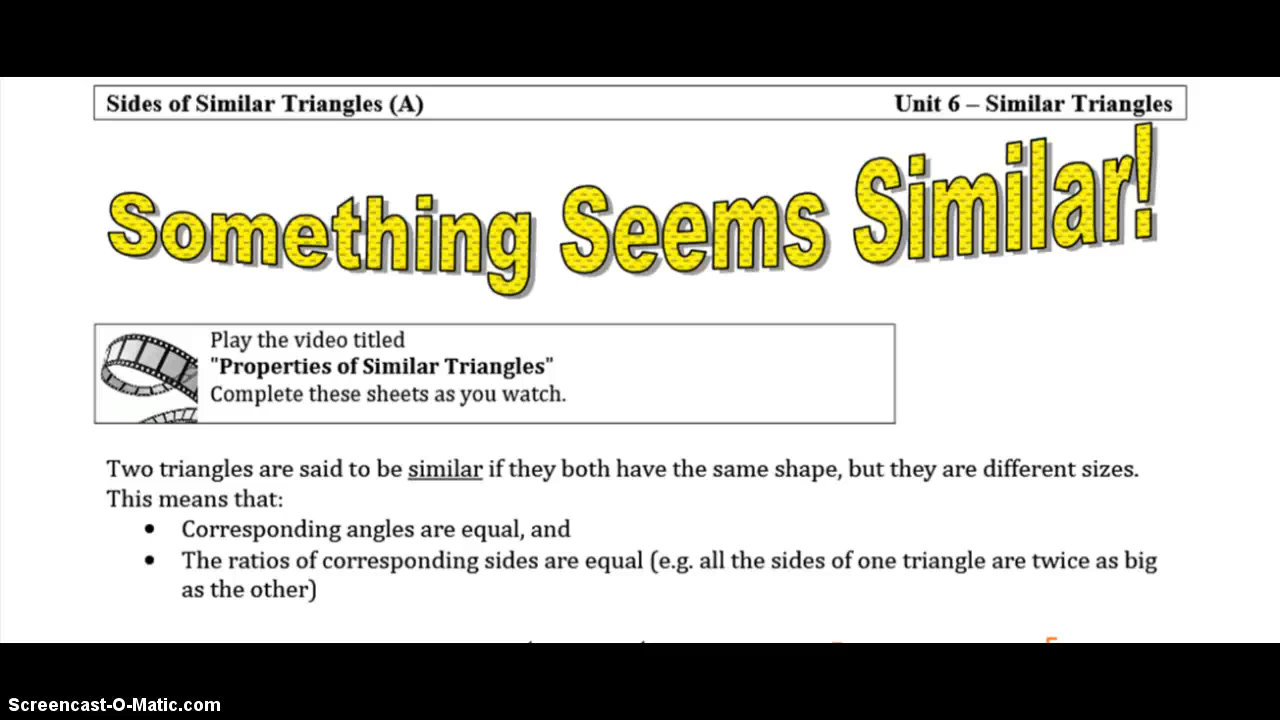 Sides of Similar Triangles (A)
Unit 6 – Similar Triangles
Something Seems Similar!
Play the video titled
"Properties of Similar Triangles"
Complete these sheets as you watch.
Two triangles are said to be similar if they both have the same shape, but they are different sizes.
This means that:
• Corresponding angles are equal, and
• The ratios of corresponding sides are equal (e.g. all the sides of one triangle are twice as big
as the other)
Screencast-O-Matic.com